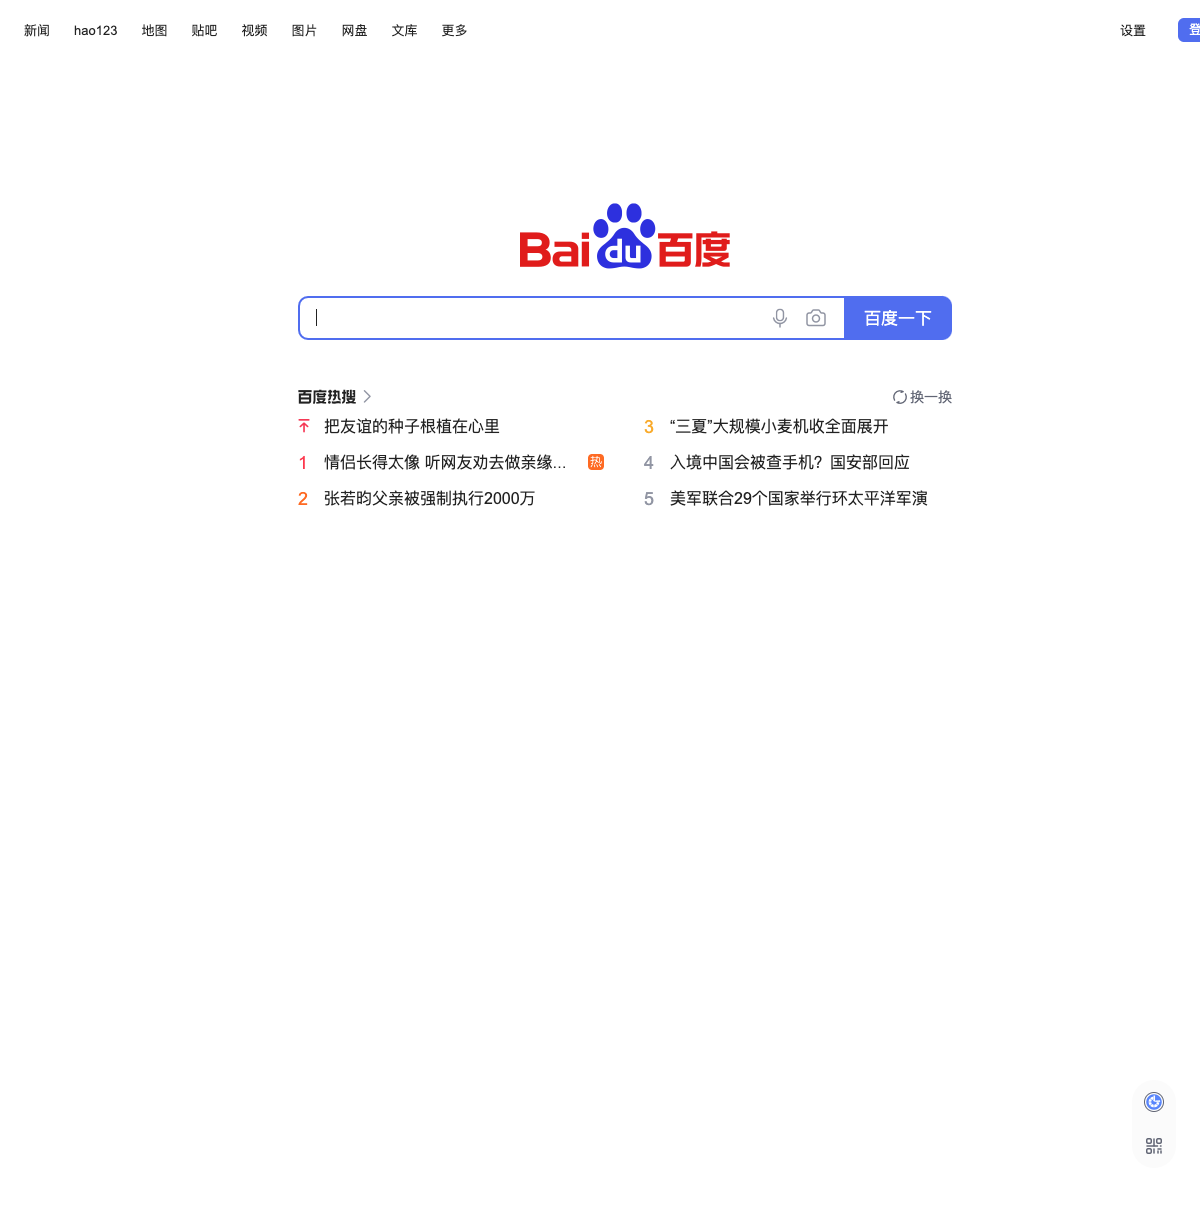 新闻 hao123 地图 贴吧 视频 图片 网盘 文库 更多 设置 登
Bai du 百度
百度一下
百度热搜 换一换
把友谊的种子根植在心里
1 情侣长得太像 听网友劝去做亲缘... 热
2 张若昀父亲被强制执行2000万
3 “三夏”大规模小麦机收全面展开
4 入境中国会被查手机？国安部回应
5 美军联合29个国家举行环太平洋军演